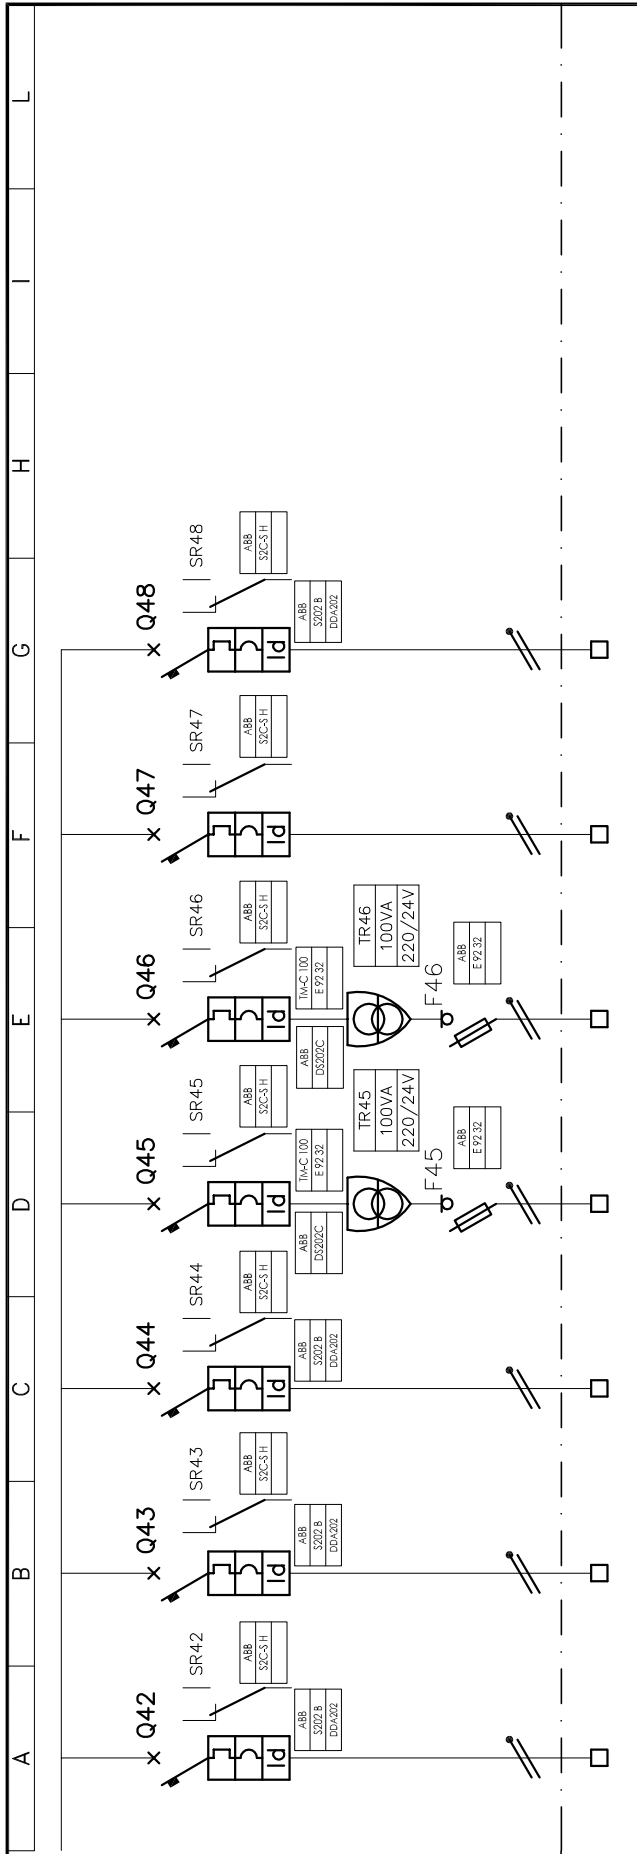 A
B
C
D
E
F
G
H
I
L
Q42
SR42
ABB
S2C-S H
Id
ABB
S202 B
DDA202
Q43
SR43
ABB
S2C-S H
Id
ABB
S202 B
DDA202
Q44
SR44
ABB
S2C-S H
Id
ABB
S202 B
DDA202
Q45
SR45
ABB
S2C-S H
Id
ABB
DS202C
TM-C 100
E 92 32
TR45
100VA
220/24V
F45
ABB
E 92 32
Q46
SR46
ABB
S2C-S H
Id
ABB
DS202C
TM-C 100
E 92 32
TR46
100VA
220/24V
F46
ABB
E 92 32
Q47
SR47
ABB
S2C-S H
Id
Q48
SR48
ABB
S2C-S H
Id
ABB
S202 B
DDA202